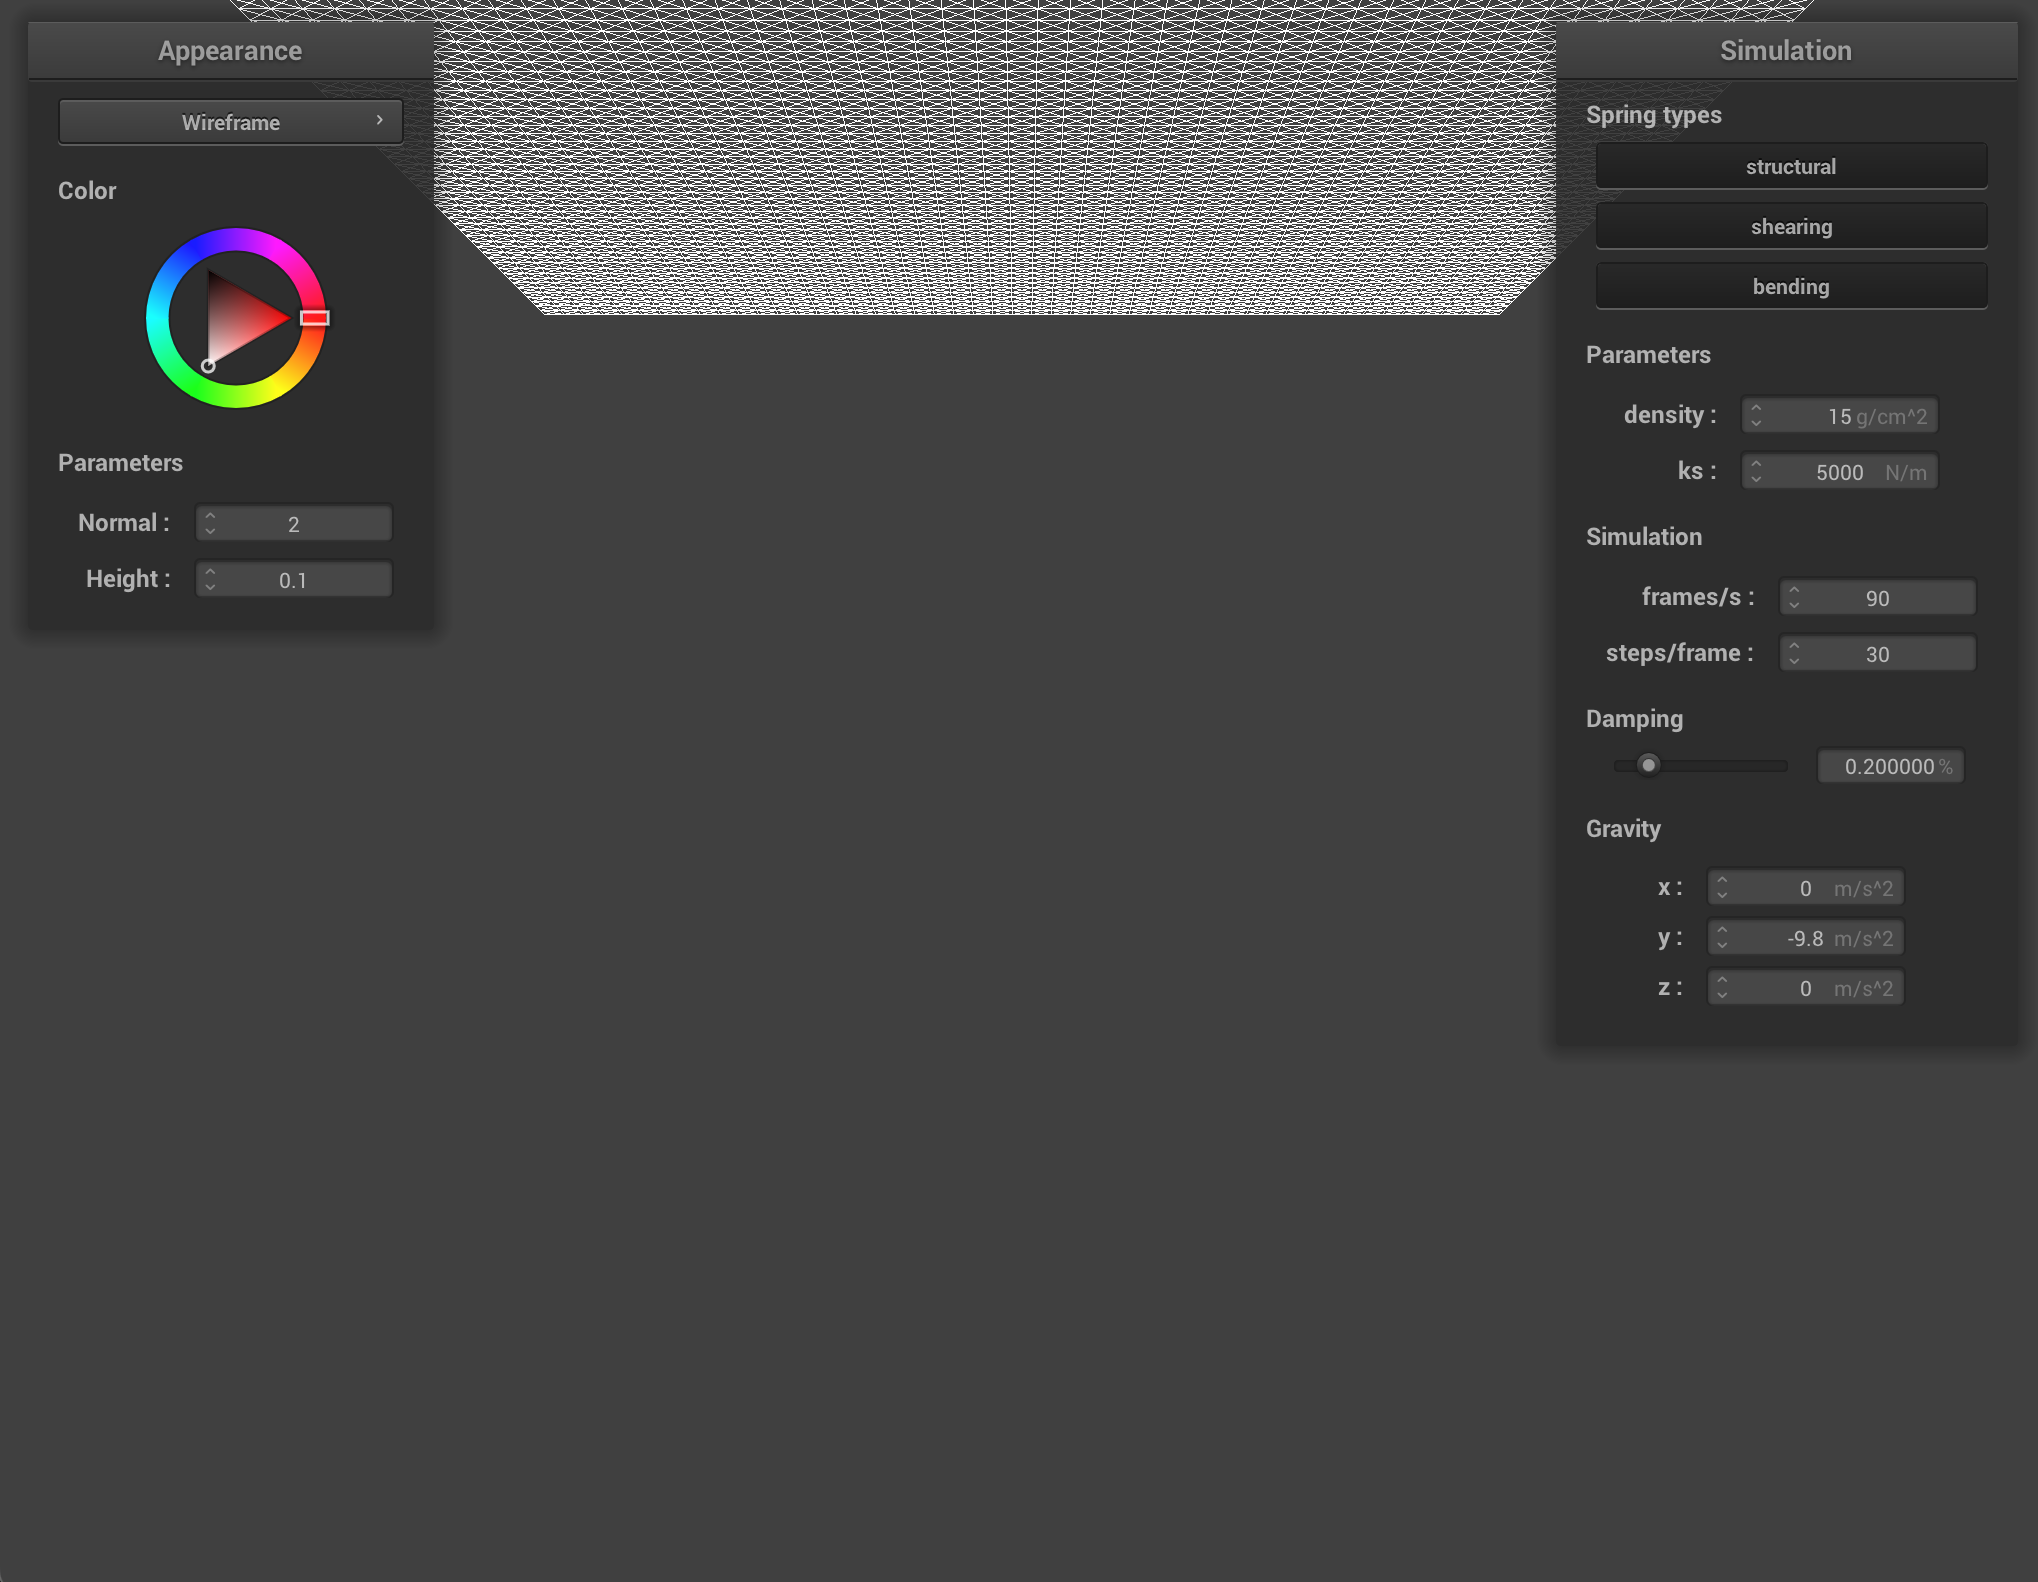 Appearance
Wireframe
Color
Parameters
Normal : 2
Height : 0.1
Simulation
Spring types
structural
shearing
bending
Parameters
density : 15 g/cm^2
ks : 5000 N/m
Simulation
frames/s : 90
steps/frame : 30
Damping
0.200000 %
Gravity
x : 0 m/s^2
y : -9.8 m/s^2
z : 0 m/s^2